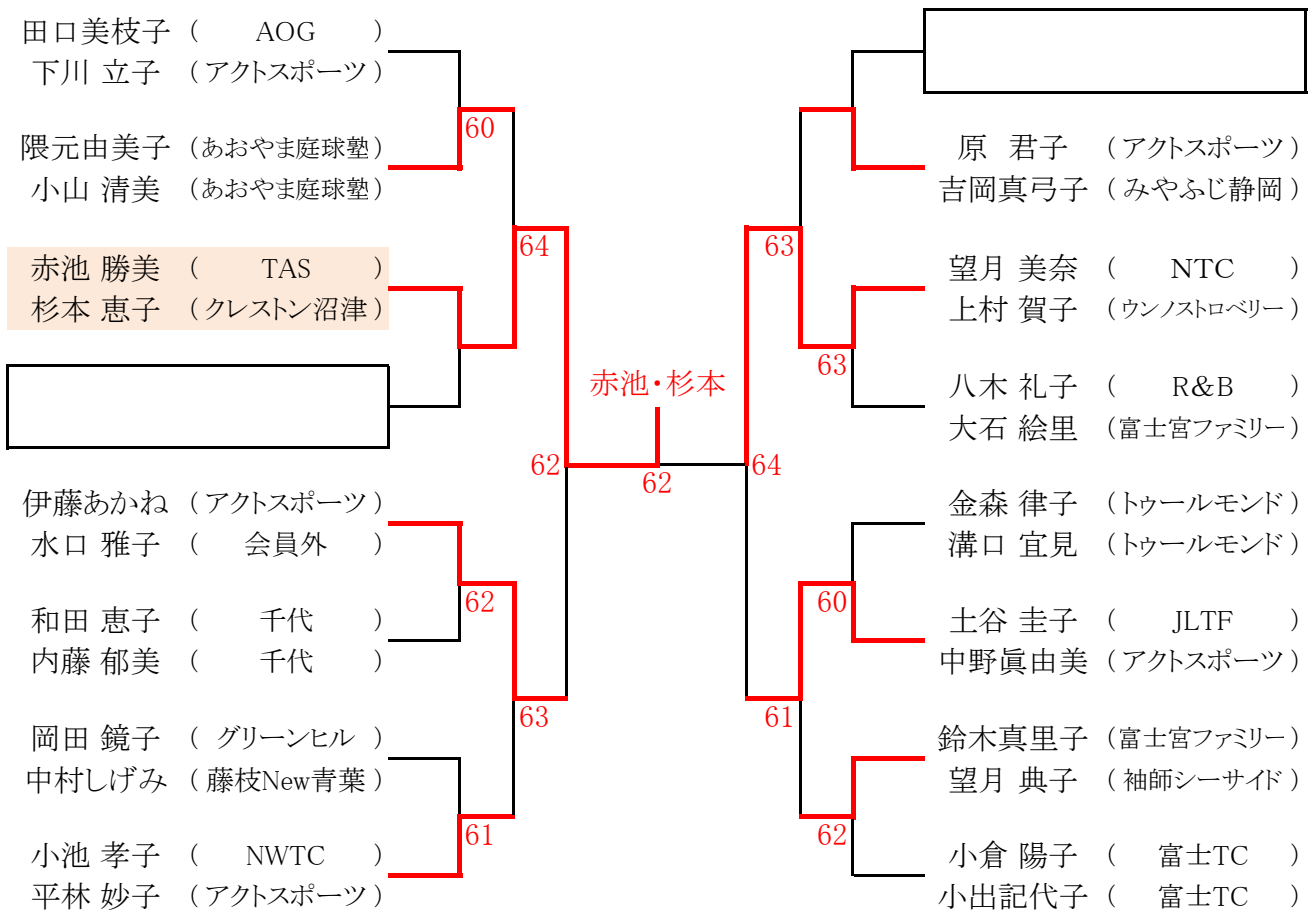 田口美枝子 ( AOG )
下川 立子 (アクトスポーツ)
60
隈元由美子 (あおやま庭球塾)
小山 清美 (あおやま庭球塾)
64
赤池 勝美 ( TAS )
杉本 恵子 (クレストン沼津)
62
伊藤あかね (アクトスポーツ)
水口 雅子 ( 会員外 )
62
和田 恵子 ( 千代 )
内藤 郁美 ( 千代 )
63
岡田 鏡子 ( グリーンヒル )
中村しげみ (藤枝New青葉)
61
小池 孝子 ( NWTC )
平林 妙子 (アクトスポーツ)
赤池・杉本
62
原 君子 (アクトスポーツ)
吉岡真弓子 (みやふじ静岡)
63
望月 美奈 ( NTC )
上村 賀子 (ウンノストロベリー)
63
八木 礼子 ( R&B )
大石 絵里 (富士宮ファミリー)
64
金森 律子 (トゥールモンド)
溝口 宜見 (トゥールモンド)
60
土谷 圭子 ( JLTF )
中野眞由美 (アクトスポーツ)
61
鈴木真里子 (富士宮ファミリー)
望月 典子 (袖師シーサイド)
62
小倉 陽子 ( 富士TC )
小出記代子 ( 富士TC )